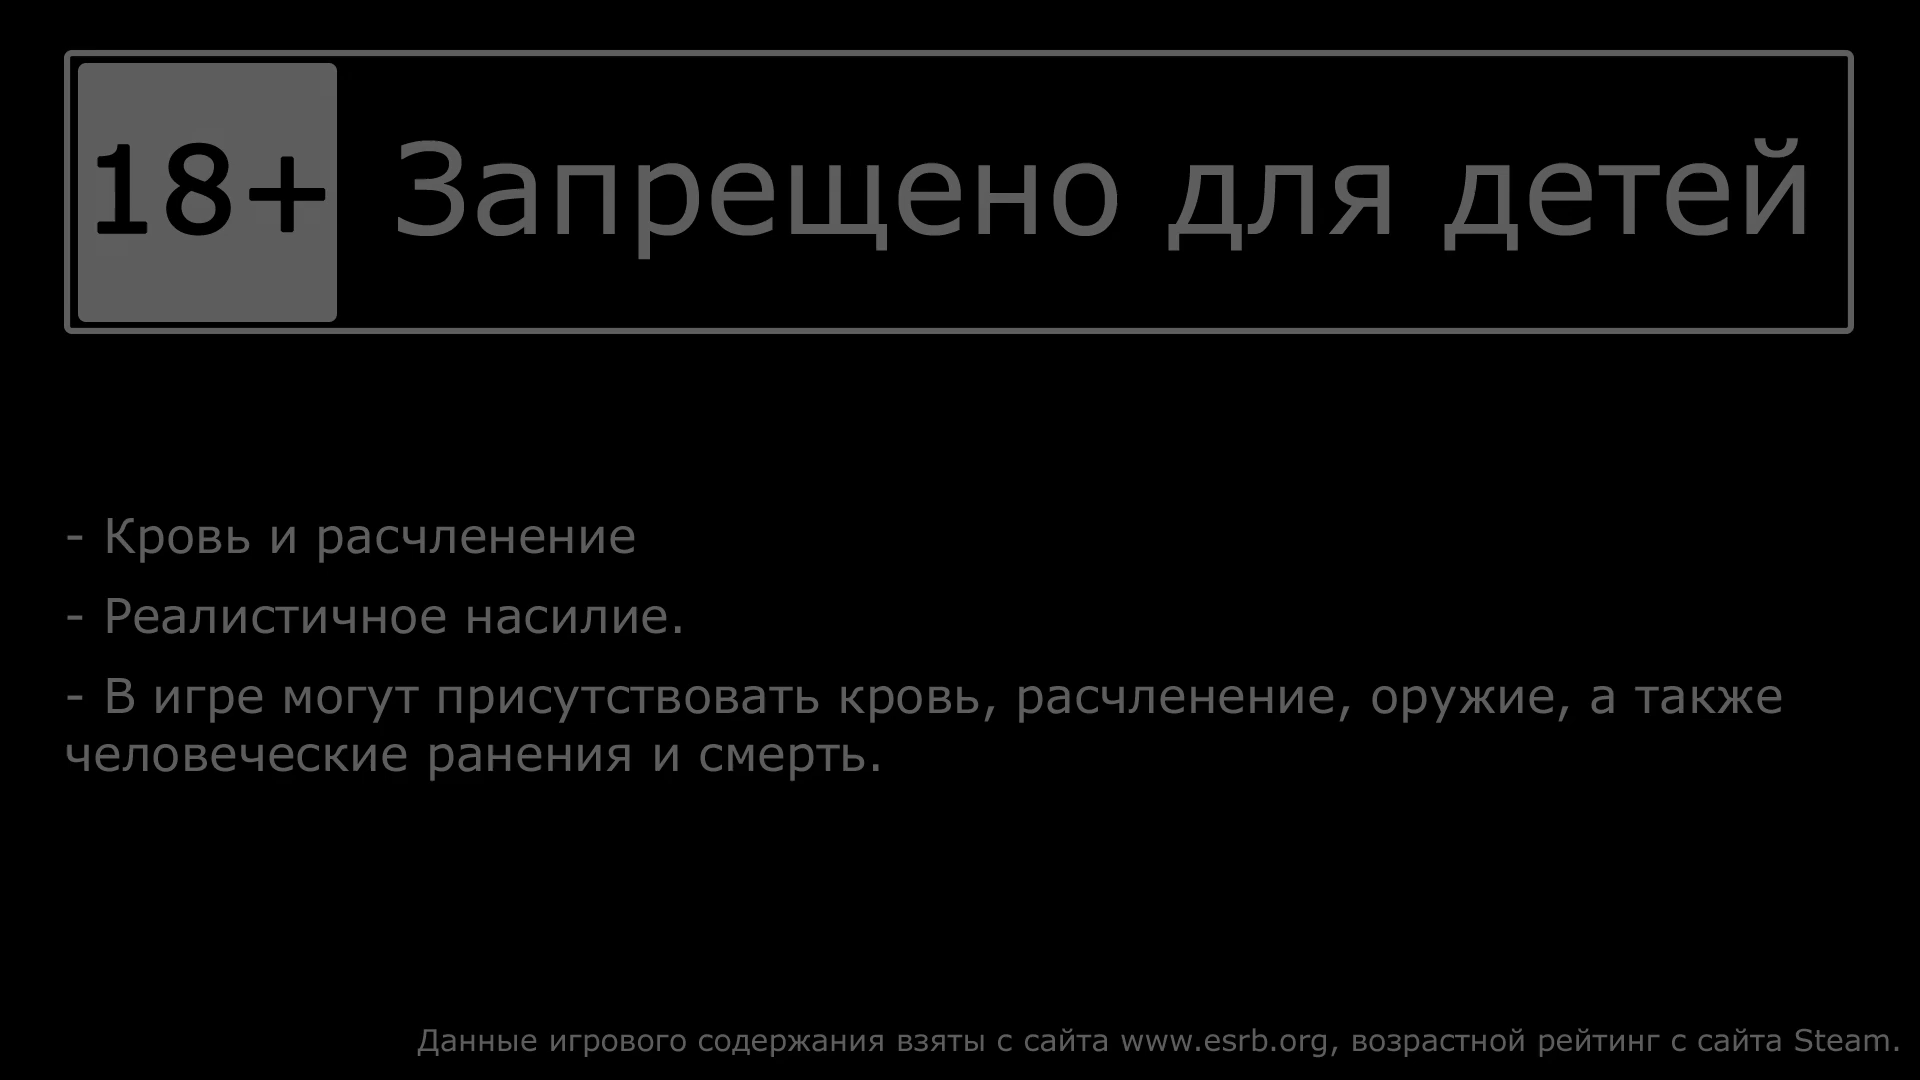 18+ Запрещено для детей
- Кровь и расчленение
- Реалистичное насилие.
- В игре могут присутствовать кровь, расчленение, оружие, а также
человеческие ранения и смерть.
Данные игрового содержания взяты с сайта www.esrb.org, возрастной рейтинг с сайта Steam.